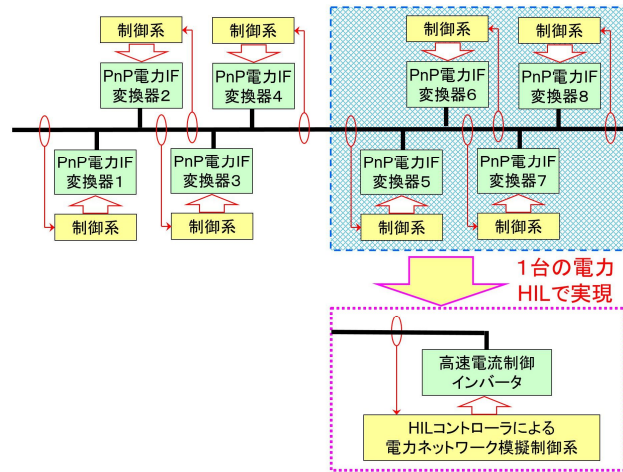 制御系
制御系
制御系
制御系
PnP電力IF
変換器2
PnP電力IF
変換器4
PnP電力IF
変換器6
PnP電力IF
変換器8
PnP電力IF
変換器1
PnP電力IF
変換器3
PnP電力IF
変換器5
PnP電力IF
変換器7
制御系
制御系
制御系
制御系
1台の電力
HILで実現
高速電流制御
インバータ
HILコントローラによる
電力ネットワーク模擬制御系